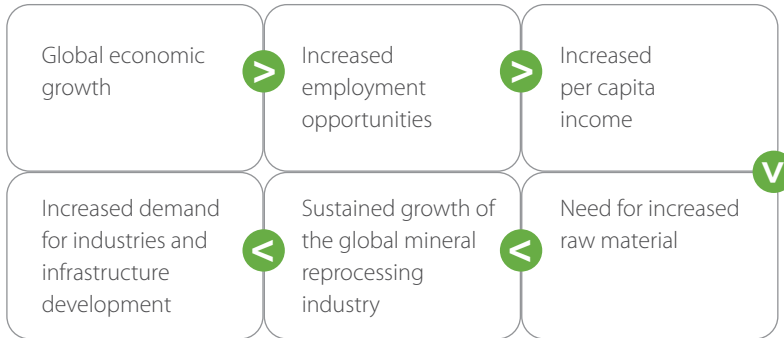 Global economic
growth
Increased
employment
opportunities
Increased
per capita
income
Increased demand
for industries and
infrastructure
development
Sustained growth of
the global mineral
reprocessing
industry
Need for increased
raw material